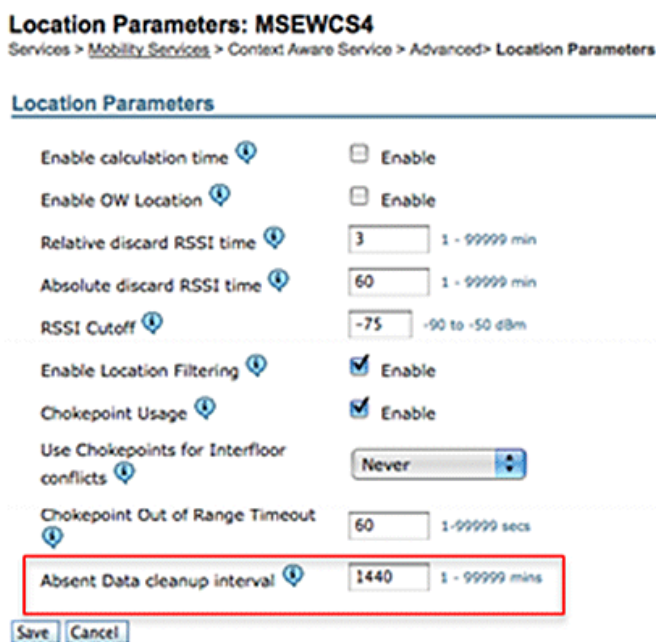 Location Parameters: MSEWCS4
Services > Mobility Services > Context Aware Service > Advanced> Location Parameters
Location Parameters
Enable calculation time Enable
Enable OW Location Enable
Relative discard RSSI time 3 1 - 99999 min
Absolute discard RSSI time 60 1 - 99999 min
RSSI Cutoff -75 -90 to -50 dBm
Enable Location Filtering Enable
Chokepoint Usage Enable
Use Chokepoints for Interfloor
conflicts Never
Chokepoint Out of Range Timeout
60 1-99999 secs
Absent Data cleanup interval 1440 1 - 99999 mins
Save Cancel